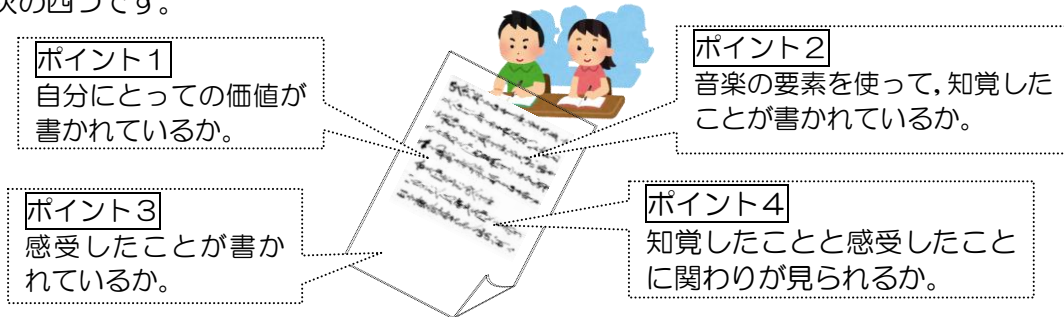 次の四つです。
ポイント1
自分にとっての価値が
書かれているか。
ポイント2
音楽の要素を使って,知覚した
ことが書かれているか。
ポイント3
感受したことが書か
れているか。
ポイント4
知覚したことと感受したこと
に関わりが見られるか。